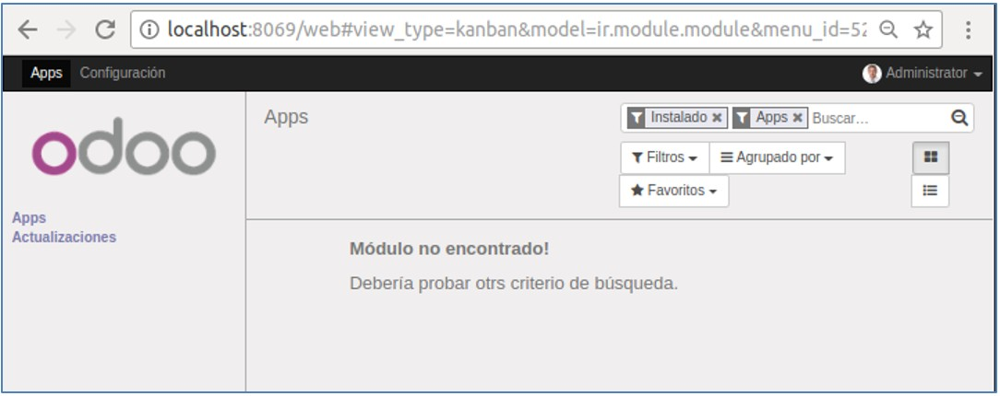 localhost:8069/web#view_type=kanban&model=ir.module.module&menu_id=52
Apps Configuración Administrator
odoo
Apps
Actualizaciones
Apps
Instalado Apps Buscar...
Filtros Agrupado por
Favoritos
Módulo no encontrado!
Debería probar otrs criterio de búsqueda.